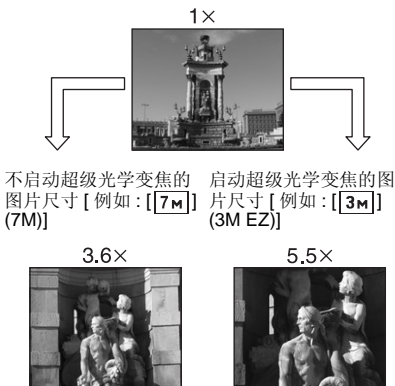 1×
不启动超级光学变焦的
图片尺寸 [ 例如 : [7M]
(7M)]
启动超级光学变焦的图
片尺寸 [ 例如 : [3M]
(3M EZ)]
3.6×
5.5×